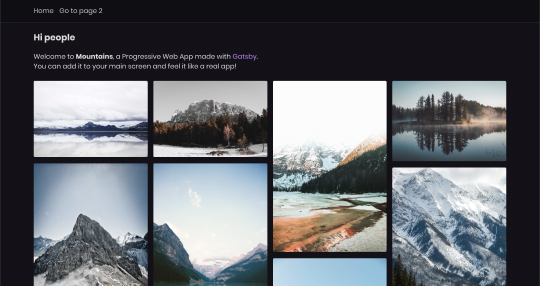 Home Go to page 2
Hi people
Welcome to Mountains, a Progressive Web App made with Gatsby.
You can add it to your main screen and feel it like a real app!